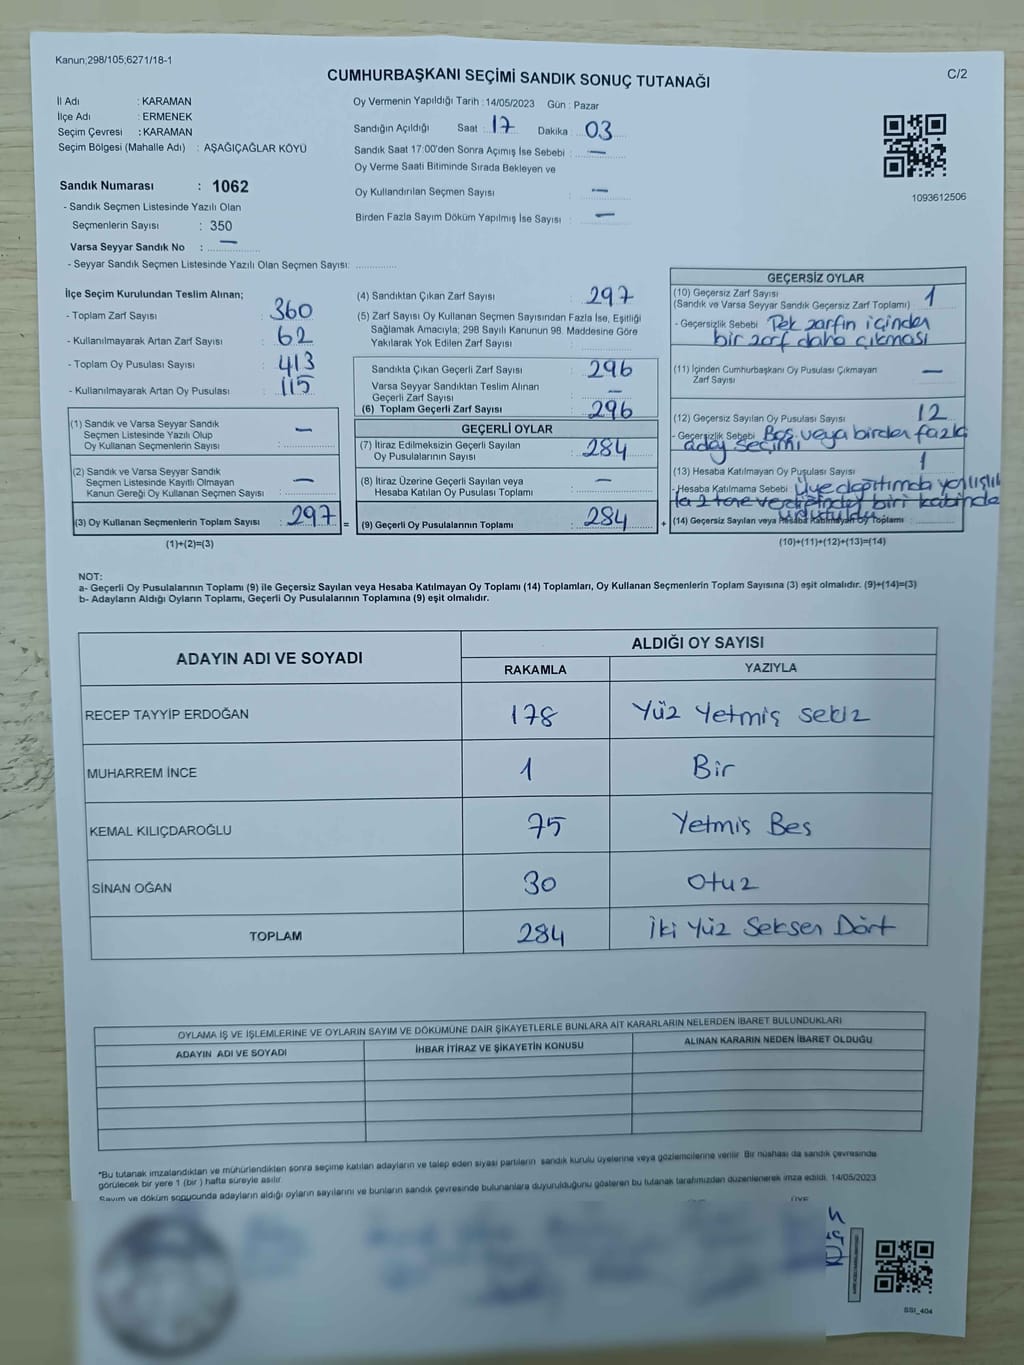 Kanun;298/105;6271/18-1
CUMHURBAŞKANI SEÇİMİ SANDIK SONUÇ TUTANAĞI
C/2
İl Adı : KARAMAN
İlçe Adı : ERMENEK
Seçim Çevresi : KARAMAN
Seçim Bölgesi (Mahalle Adı) : AŞAĞIÇAĞLAR KÖYÜ
Sandık Numarası : 1062
- Sandık Seçmen Listesinde Yazılı Olan
Seçmenlerin Sayısı : 350
Varsa Seyyar Sandık No : —
- Seyyar Sandık Seçmen Listesinde Yazılı Olan Seçmen Sayısı: ..............
Oy Vermenin Yapıldığı Tarih : 14/05/2023 Gün : Pazar
Sandığın Açıldığı Saat : 17 Dakika : 03
Sandık Saat 17:00'den Sonra Açımış İse Sebebi : —
Oy Verme Saati Bitiminde Sırada Bekleyen ve
Oy Kullandırılan Seçmen Sayısı : —
Birden Fazla Sayım Döküm Yapılmış İse Sayısı : —
1093612506
İlçe Seçim Kurulundan Teslim Alınan;
- Toplam Zarf Sayısı : 360
- Kullanılmayarak Artan Zarf Sayısı : 62
- Toplam Oy Pusulası Sayısı : 413
- Kullanılmayarak Artan Oy Pusulası : 115
(1) Sandık ve Varsa Seyyar Sandık
Seçmen Listesinde Yazılı Olup
Oy Kullanan Seçmenlerin Sayısı : —
(2) Sandık ve Varsa Seyyar Sandık
Seçmen Listesinde Kayıtlı Olmayan
Kanun Gereği Oy Kullanan Seçmen Sayısı : —
(3) Oy Kullanan Seçmenlerin Toplam Sayısı : 297 =
(1)+(2)=(3)
(4) Sandıktan Çıkan Zarf Sayısı : 297
(5) Zarf Sayısı Oy Kullanan Seçmen Sayısından Fazla İse, Eşitliği
Sağlamak Amacıyla; 298 Sayılı Kanunun 98. Maddesine Göre
Yakılarak Yok Edilen Zarf Sayısı :
Sandıkta Çıkan Geçerli Zarf Sayısı : 296
Varsa Seyyar Sandıktan Teslim Alınan
Geçerli Zarf Sayısı : —
(6) Toplam Geçerli Zarf Sayısı : 296
GEÇERLİ OYLAR
(7) İtiraz Edilmeksizin Geçerli Sayılan
Oy Pusulalarının Sayısı : 284
(8) İtiraz Üzerine Geçerli Sayılan veya
Hesaba Katılan Oy Pusulası Toplamı : —
(9) Geçerli Oy Pusulalarının Toplamı : 284 +
GEÇERSİZ OYLAR
(10) Geçersiz Zarf Sayısı
(Sandık ve Varsa Seyyar Sandık Geçersiz Zarf Toplamı) : 1
- Geçersizlik Sebebi : Tek zarfın içinden
bir zarf daha çıkması
(11) İçinden Cumhurbaşkanı Oy Pusulası Çıkmayan
Zarf Sayısı : —
(12) Geçersiz Sayılan Oy Pusulası Sayısı : 12
- Geçersizlik Sebebi Boş veya birden fazla
aday seçimi
(13) Hesaba Katılmayan Oy Pusulası Sayısı : 1
- Hesaba Katılmama Sebebi : Üye dağıtımda yanlışlık
la 2 tane verdiğinden biri kabinde
unutuldu
(14) Geçersiz Sayılan veya Hesaba Katılmayan Oy Toplamı :
(10)+(11)+(12)+(13)=(14)
NOT:
a- Geçerli Oy Pusulalarının Toplamı (9) ile Geçersiz Sayılan veya Hesaba Katılmayan Oy Toplamı (14) Toplamları, Oy Kullanan Seçmenlerin Toplam Sayısına (3) eşit olmalıdır. (9)+(14)=(3)
b- Adayların Aldığı Oyların Toplamı, Geçerli Oy Pusulalarının Toplamına (9) eşit olmalıdır.
ADAYIN ADI VE SOYADI
ALDIĞI OY SAYISI
RAKAMLA YAZIYLA
RECEP TAYYİP ERDOĞAN 178 Yüz Yetmiş sekiz
MUHARREM İNCE 1 Bir
KEMAL KILIÇDAROĞLU 75 Yetmiş Beş
SİNAN OĞAN 30 Otuz
TOPLAM 284 İki Yüz Seksen Dört
OYLAMA İŞ VE İŞLEMLERİNE VE OYLARIN SAYIM VE DÖKÜMÜNE DAİR ŞİKAYETLERLE BUNLARA AİT KARARLARIN NELERDEN İBARET BULUNDUKLARI
ADAYIN ADI VE SOYADI İHBAR İTİRAZ VE ŞİKAYETİN KONUSU ALINAN KARARIN NEDEN İBARET OLDUĞU
*Bu tutanak imzalandıktan ve mühürlendikten sonra seçime katılan adayların ve talep eden siyasi partilerin sandık kurulu üyelerine veya gözlemcilerine verilir. Bir nüshası da sandık çevresinde
görülecek bir yere 1 (bir ) hafta süreyle asılır.
Sayım ve döküm sonucunda adayların aldığı oyların sayılarını ve bunların sandık çevresinde bulunanlara duyurulduğunu gösteren bu tutanak tarafımızdan düzenlenerek imza edildi. 14/05/2023
ÜYE
SSI_404